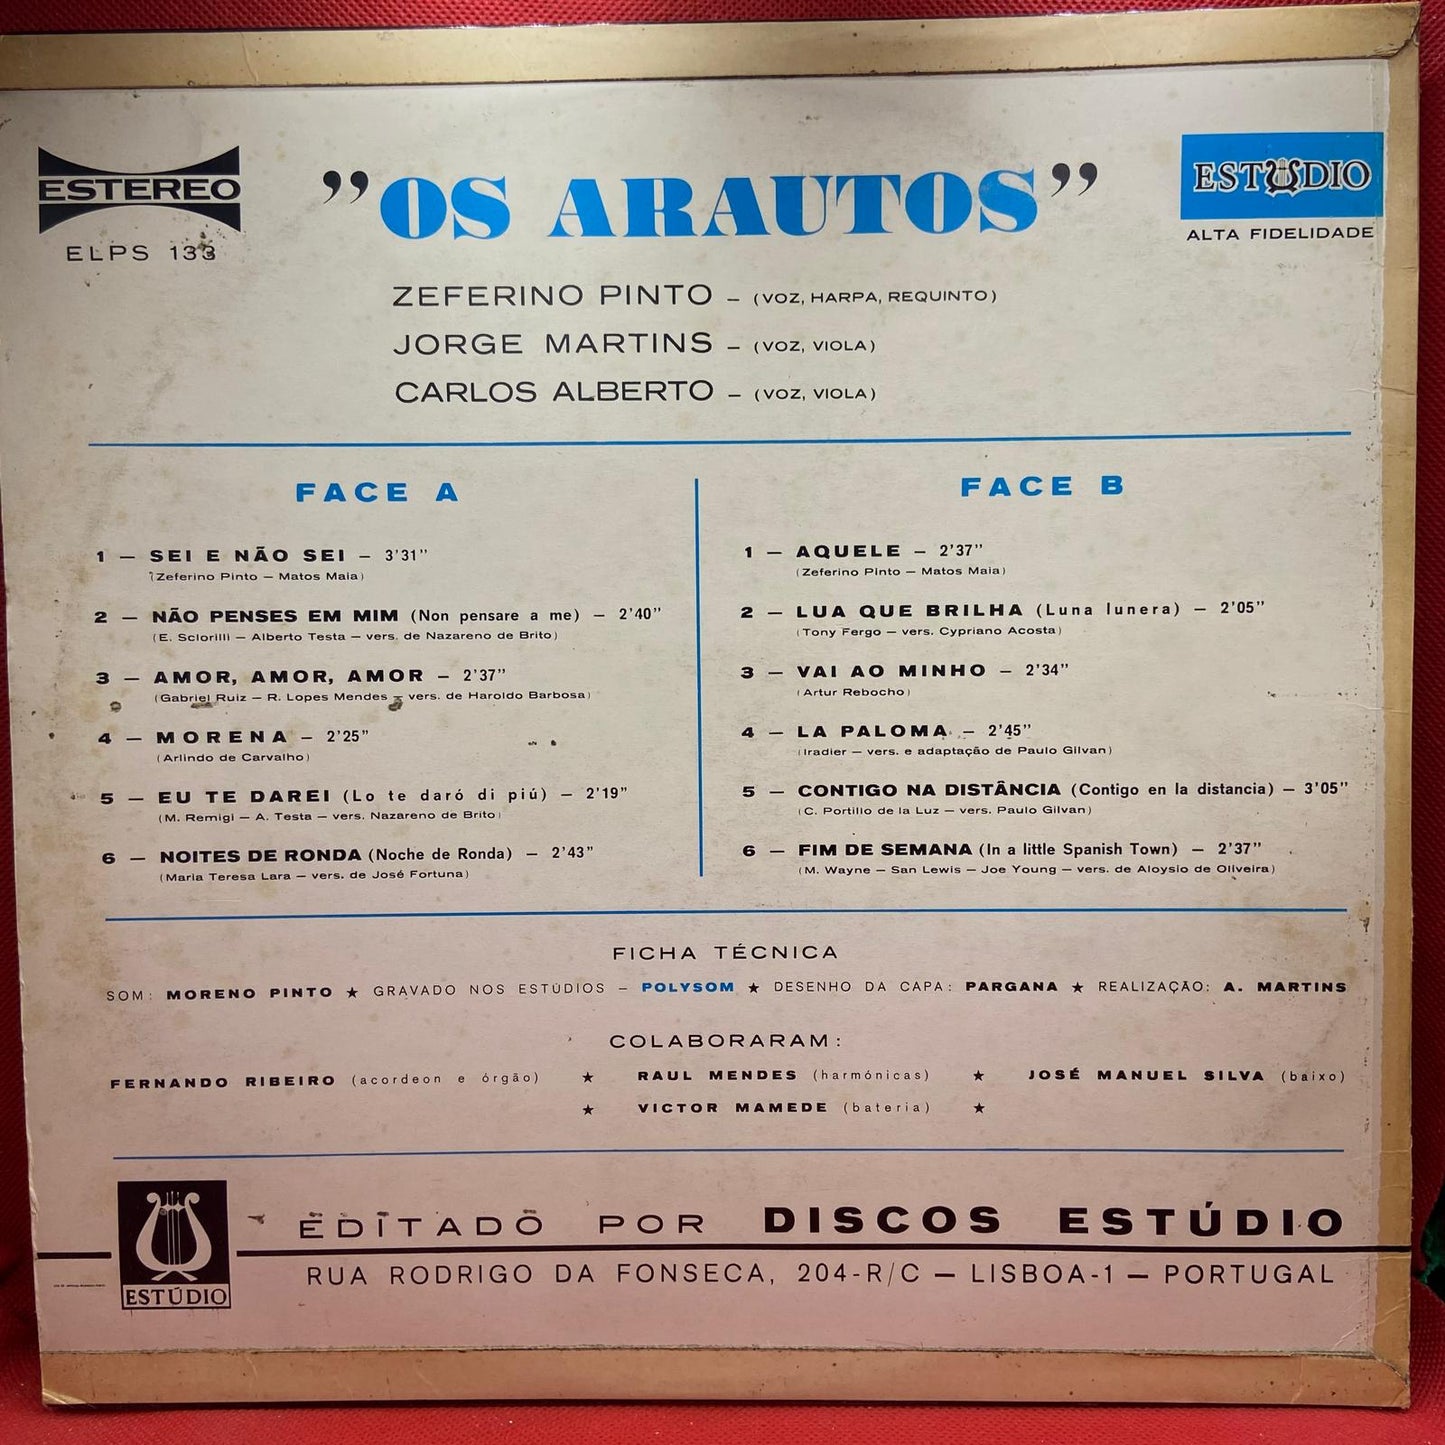 ESTEREO
ELPS 133
"OS ARAUTOS"
ESTÚDIO
ALTA FIDELIDADE
ZEFERINO PINTO – (VOZ, HARPA, REQUINTO)
JORGE MARTINS – (VOZ, VIOLA)
CARLOS ALBERTO – (VOZ, VIOLA)
FACE A
1 – SEI E NÃO SEI – 3'31"
(Zeferino Pinto – Matos Maia)
2 – NÃO PENSES EM MIM (Non pensare a me) – 2'40"
(E. Sclorilli – Alberto Testa – vers. de Nazareno de Brito)
3 – AMOR, AMOR, AMOR – 2'37"
(Gabriel Ruiz – R. Lopes Mendes – vers. de Haroldo Barbosa)
4 – MORENA – 2'25"
(Arlindo de Carvalho)
5 – EU TE DAREI (Lo te daró di piú) – 2'19"
(M. Remigi – A. Testa – vers. Nazareno de Brito)
6 – NOITES DE RONDA (Noche de Ronda) – 2'43"
(Maria Teresa Lara – vers. de José Fortuna)
FACE B
1 – AQUELE – 2'37"
(Zeferino Pinto – Matos Maia)
2 – LUA QUE BRILHA (Luna lunera) – 2'05"
(Tony Fergo – vers. Cypriano Acosta)
3 – VAI AO MINHO – 2'34"
(Artur Rebocho)
4 – LA PALOMA – 2'45"
(Iradier – vers. e adaptação de Paulo Gilvan)
5 – CONTIGO NA DISTÂNCIA (Contigo en la distancia) – 3'05"
(C. Portillo de la Luz – vers. Paulo Gilvan)
6 – FIM DE SEMANA (In a little Spanish Town) – 2'37"
(M. Wayne – San Lewis – Joe Young – vers. de Aloysio de Oliveira)
FICHA TÉCNICA
SOM: MORENO PINTO ★ GRAVADO NOS ESTÚDIOS – POLYSOM ★ DESENHO DA CAPA: PARGANA ★ REALIZAÇÃO: A. MARTINS
COLABORARAM:
FERNANDO RIBEIRO (acordeon e órgão) ★ RAUL MENDES (harmónicas) ★ JOSÉ MANUEL SILVA (baixo)
★ VICTOR MAMEDE (bateria) ★
EDITADO POR DISCOS ESTÚDIO
RUA RODRIGO DA FONSECA, 204-R/C – LISBOA-1 – PORTUGAL
ESTÚDIO